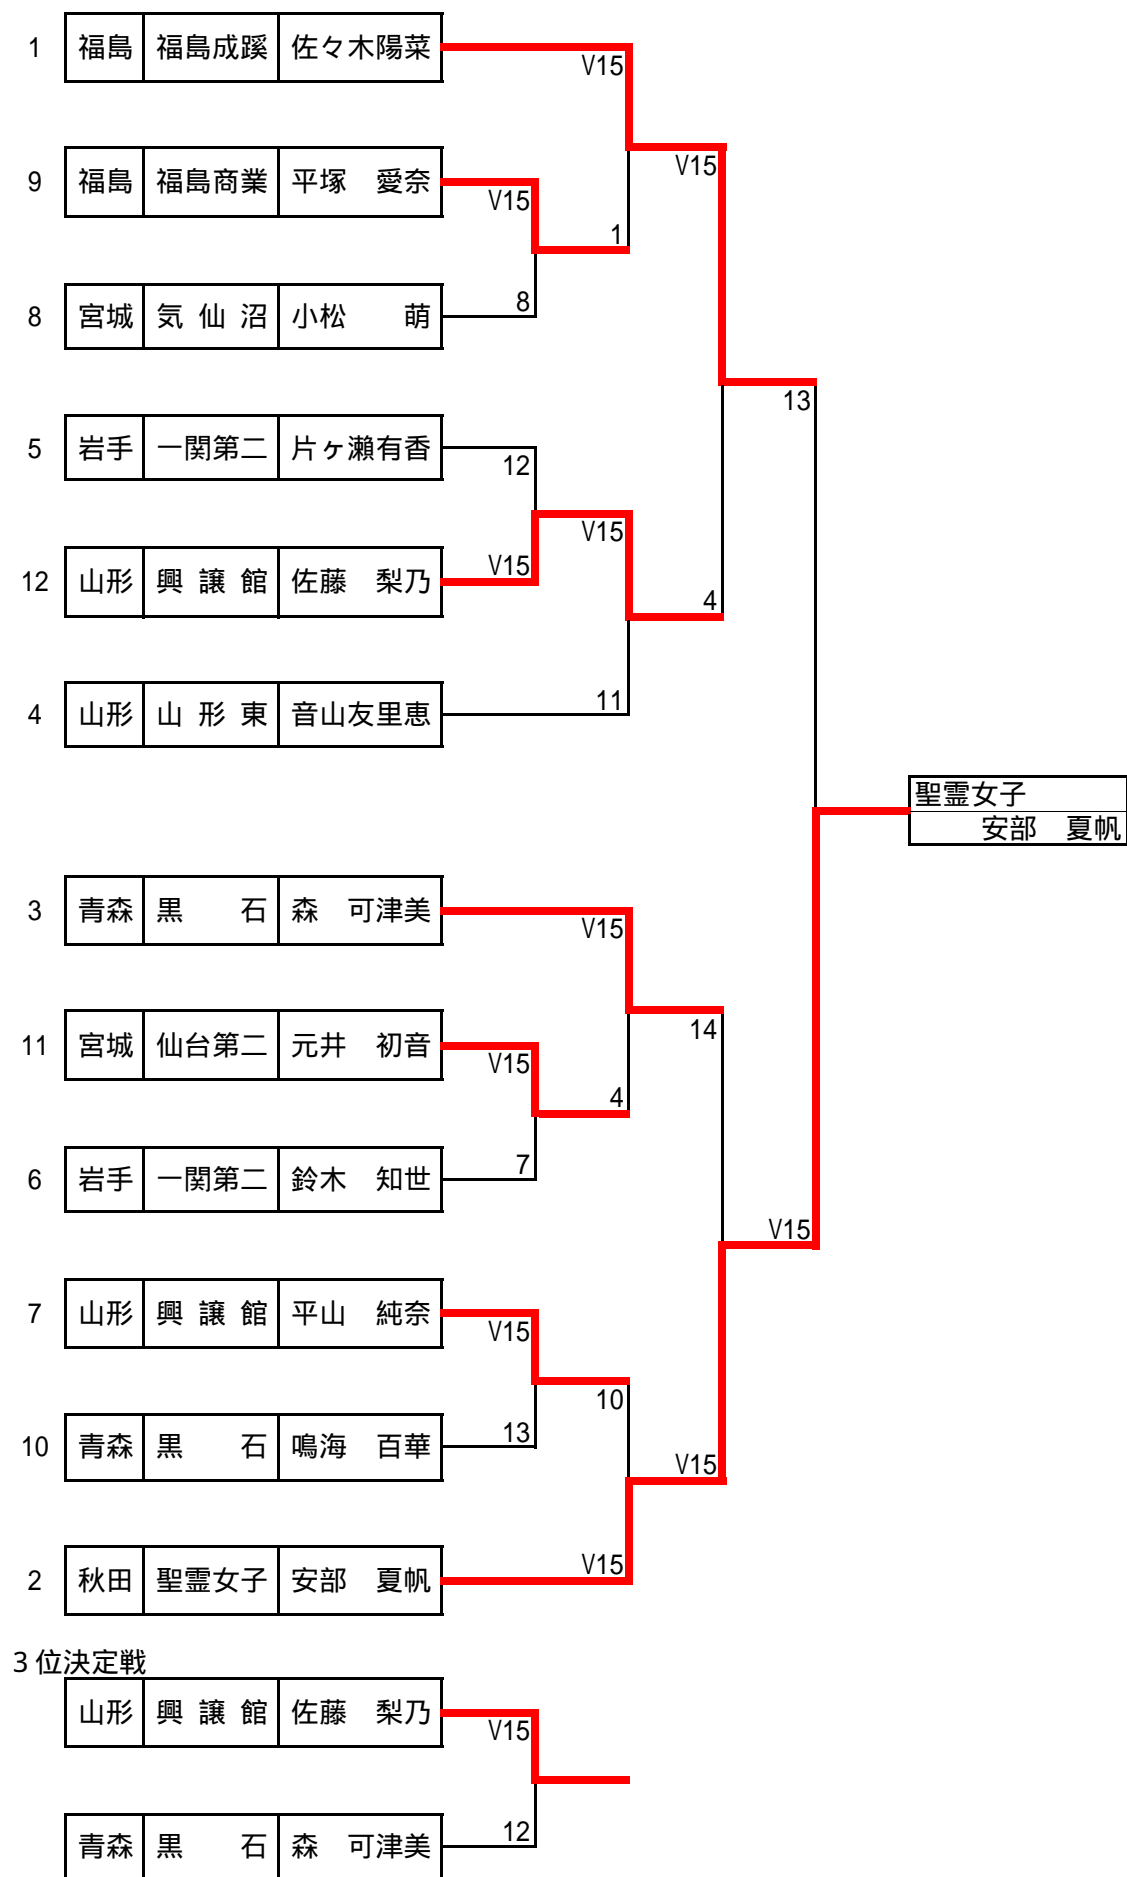 1 福島 福島成蹊 佐々木陽菜
V15
V15
9 福島 福島商業 平塚　愛奈
V15
1
8 宮城 気仙沼 小松　萌
8
13
5 岩手 一関第二 片ヶ瀬有香
12
V15
12 山形 興譲館 佐藤　梨乃
V15
4
4 山形 山形東 音山友里恵
11
聖霊女子
安部　夏帆
3 青森 黒石 森　可津美
V15
11 宮城 仙台第二 元井　初音
14
V15
4
6 岩手 一関第二 鈴木　知世
7
V15
7 山形 興譲館 平山　純奈
V15
10
10 青森 黒石 鳴海　百華
13
V15
2 秋田 聖霊女子 安部　夏帆
V15
3位決定戦
山形 興譲館 佐藤　梨乃
V15
青森 黒石 森　可津美
12